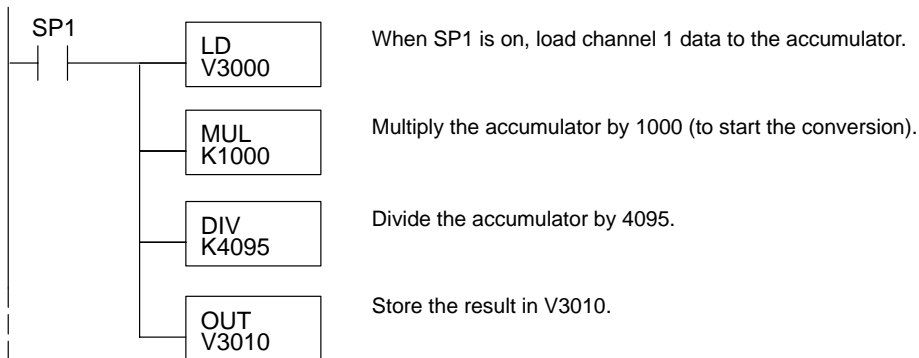 SP1
LD
V3000
When SP1 is on, load channel 1 data to the accumulator.
MUL
K1000
Multiply the accumulator by 1000 (to start the conversion).
DIV
K4095
Divide the accumulator by 4095.
OUT
V3010
Store the result in V3010.